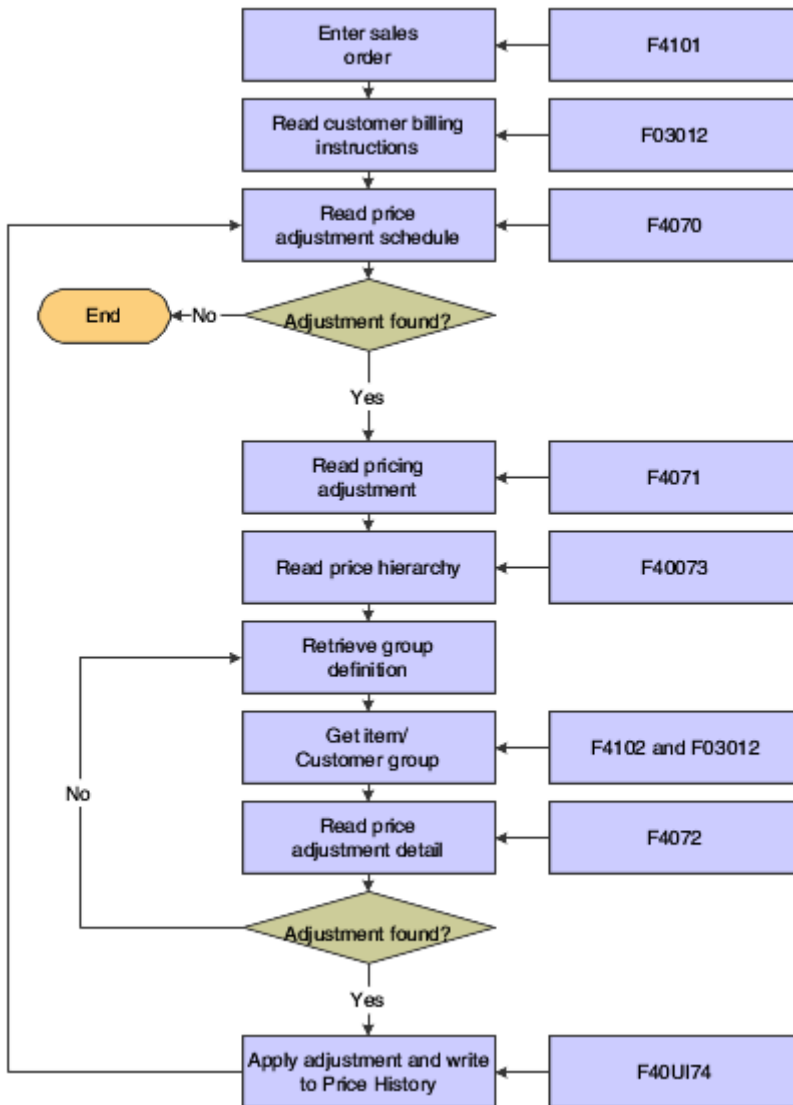 Enter sales
order
F4101
Read customer billing
instructions
F03012
Read price
adjustment schedule
F4070
End
No
Adjustment found?
Yes
Read pricing
adjustment
F4071
Read price hierarchy
F40073
Retrieve group
definition
Get item/
Customer group
F4102 and F03012
No
Read price
adjustment detail
F4072
Adjustment found?
Yes
Apply adjustment and write
to Price History
F40UI74